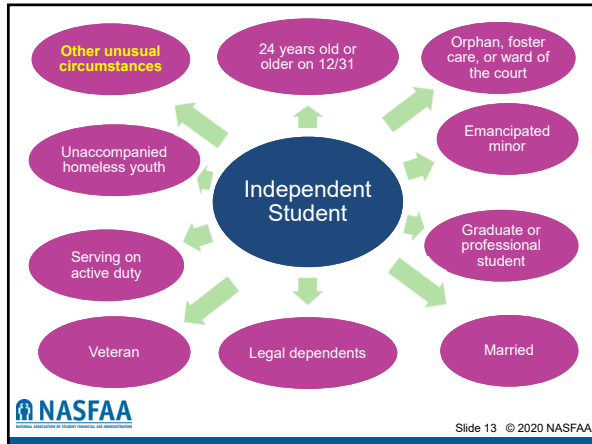 Other unusual
circumstances
24 years old or
older on 12/31
Orphan, foster
care, or ward of
the court
Unaccompanied
homeless youth
Emancipated
minor
Independent
Student
Serving on
active duty
Graduate or
professional
student
Veteran
Legal dependents
Married
NASFAA
NATIONAL ASSOCIATION OF STUDENT FINANCIAL AID ADMINISTRATORS
Slide 13 © 2020 NASFAA